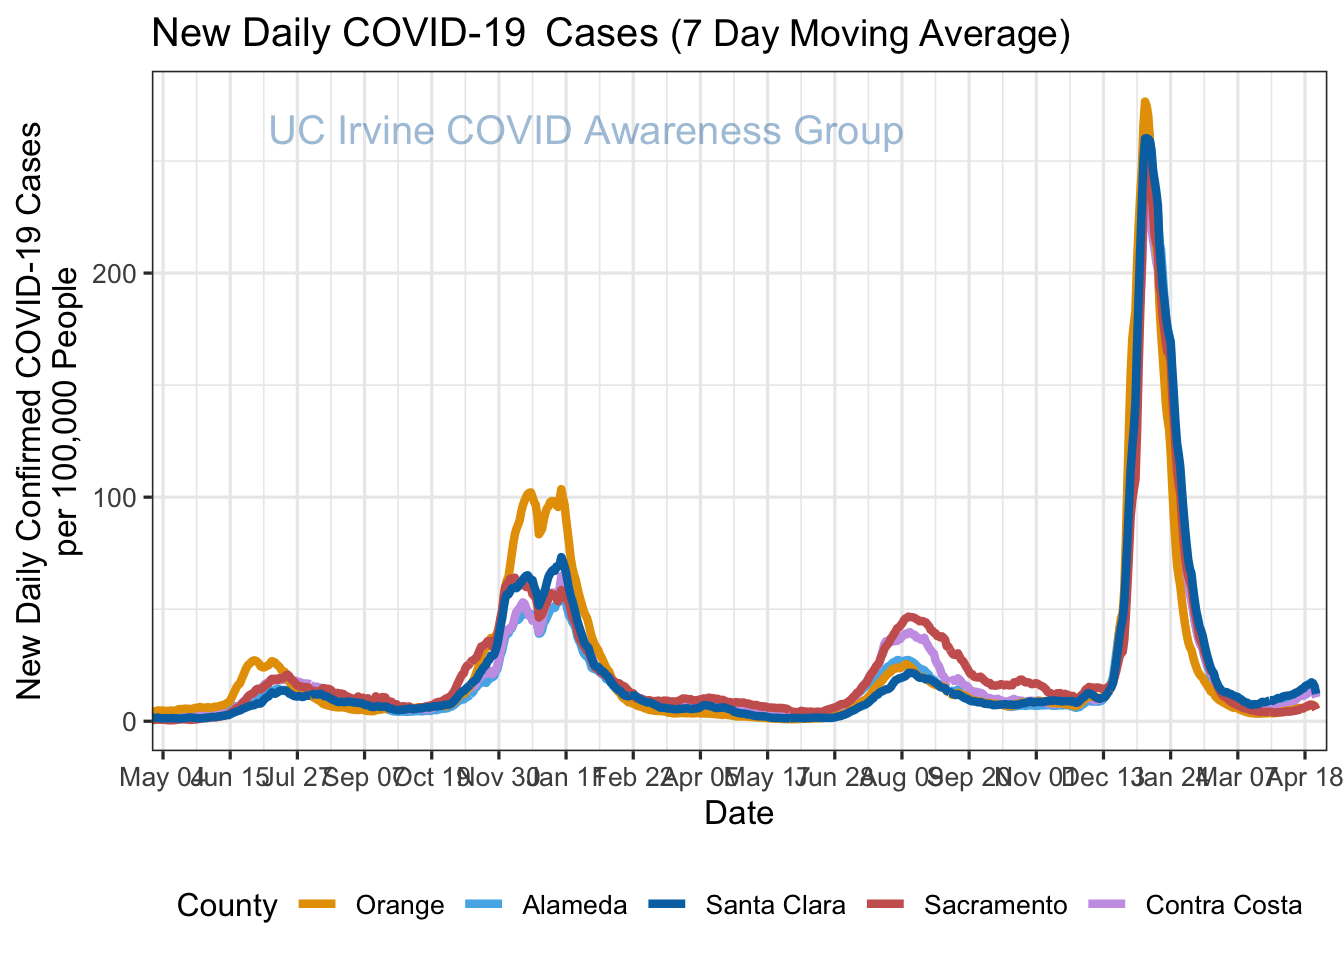 New Daily COVID-19 Cases (7 Day Moving Average)
UC Irvine COVID Awareness Group
New Daily Confirmed COVID-19 Cases
per 100,000 People
200
100
0
May 04 Jun 15 Jul 27 Sep 07 Oct 19 Nov 30 Jan 11 Feb 22 Apr 05 May 17 Jun 28 Aug 09 Sep 20 Nov 01 Dec 13 Jan 24 Mar 07 Apr 18
Date
County Orange Alameda Santa Clara Sacramento Contra Costa